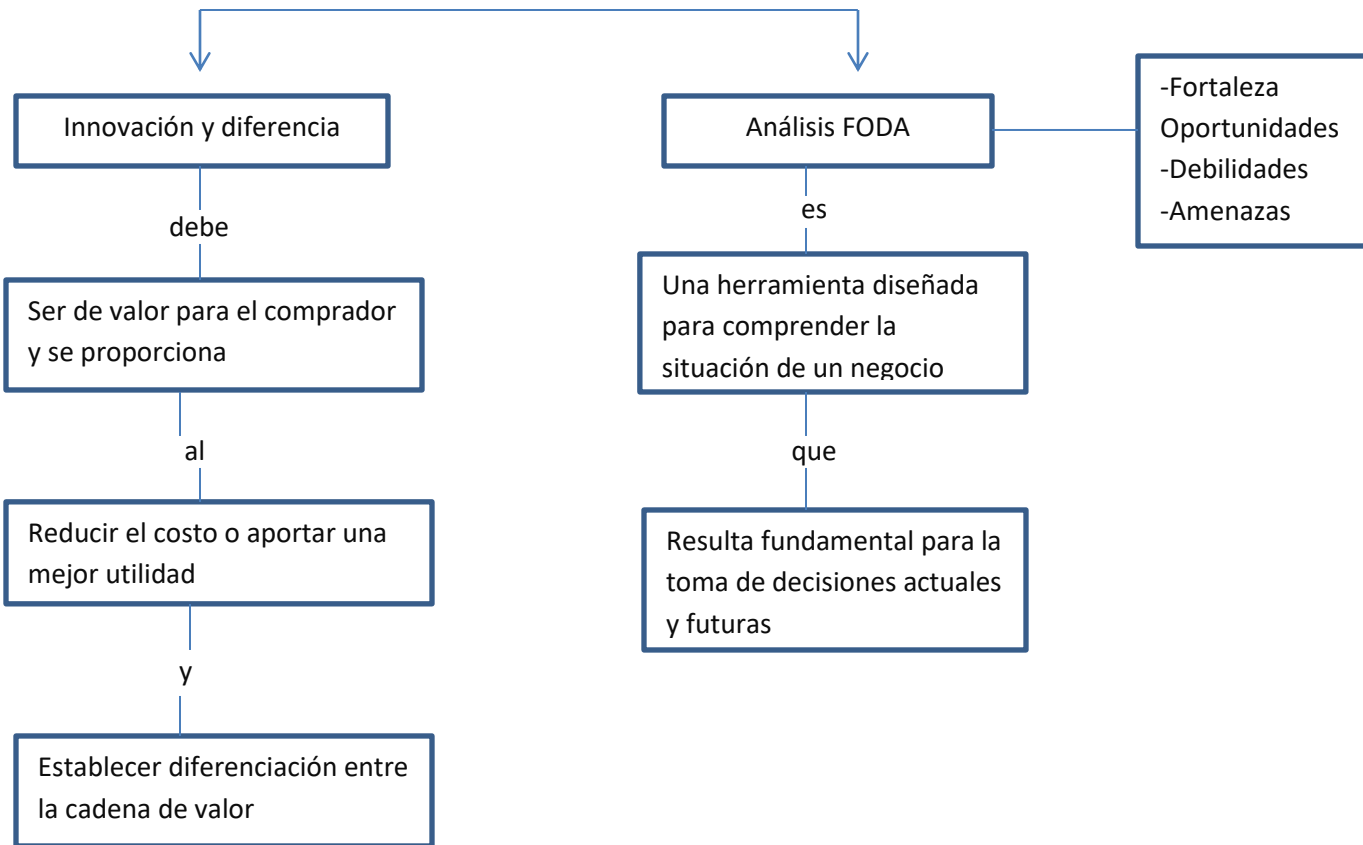 Innovación y diferencia
debe
Ser de valor para el comprador
y se proporciona
al
Reducir el costo o aportar una
mejor utilidad
y
Establecer diferenciación entre
la cadena de valor
Análisis FODA
es
Una herramienta diseñada
para comprender la
situación de un negocio
que
Resulta fundamental para la
toma de decisiones actuales
y futuras
-Fortaleza
Oportunidades
-Debilidades
-Amenazas